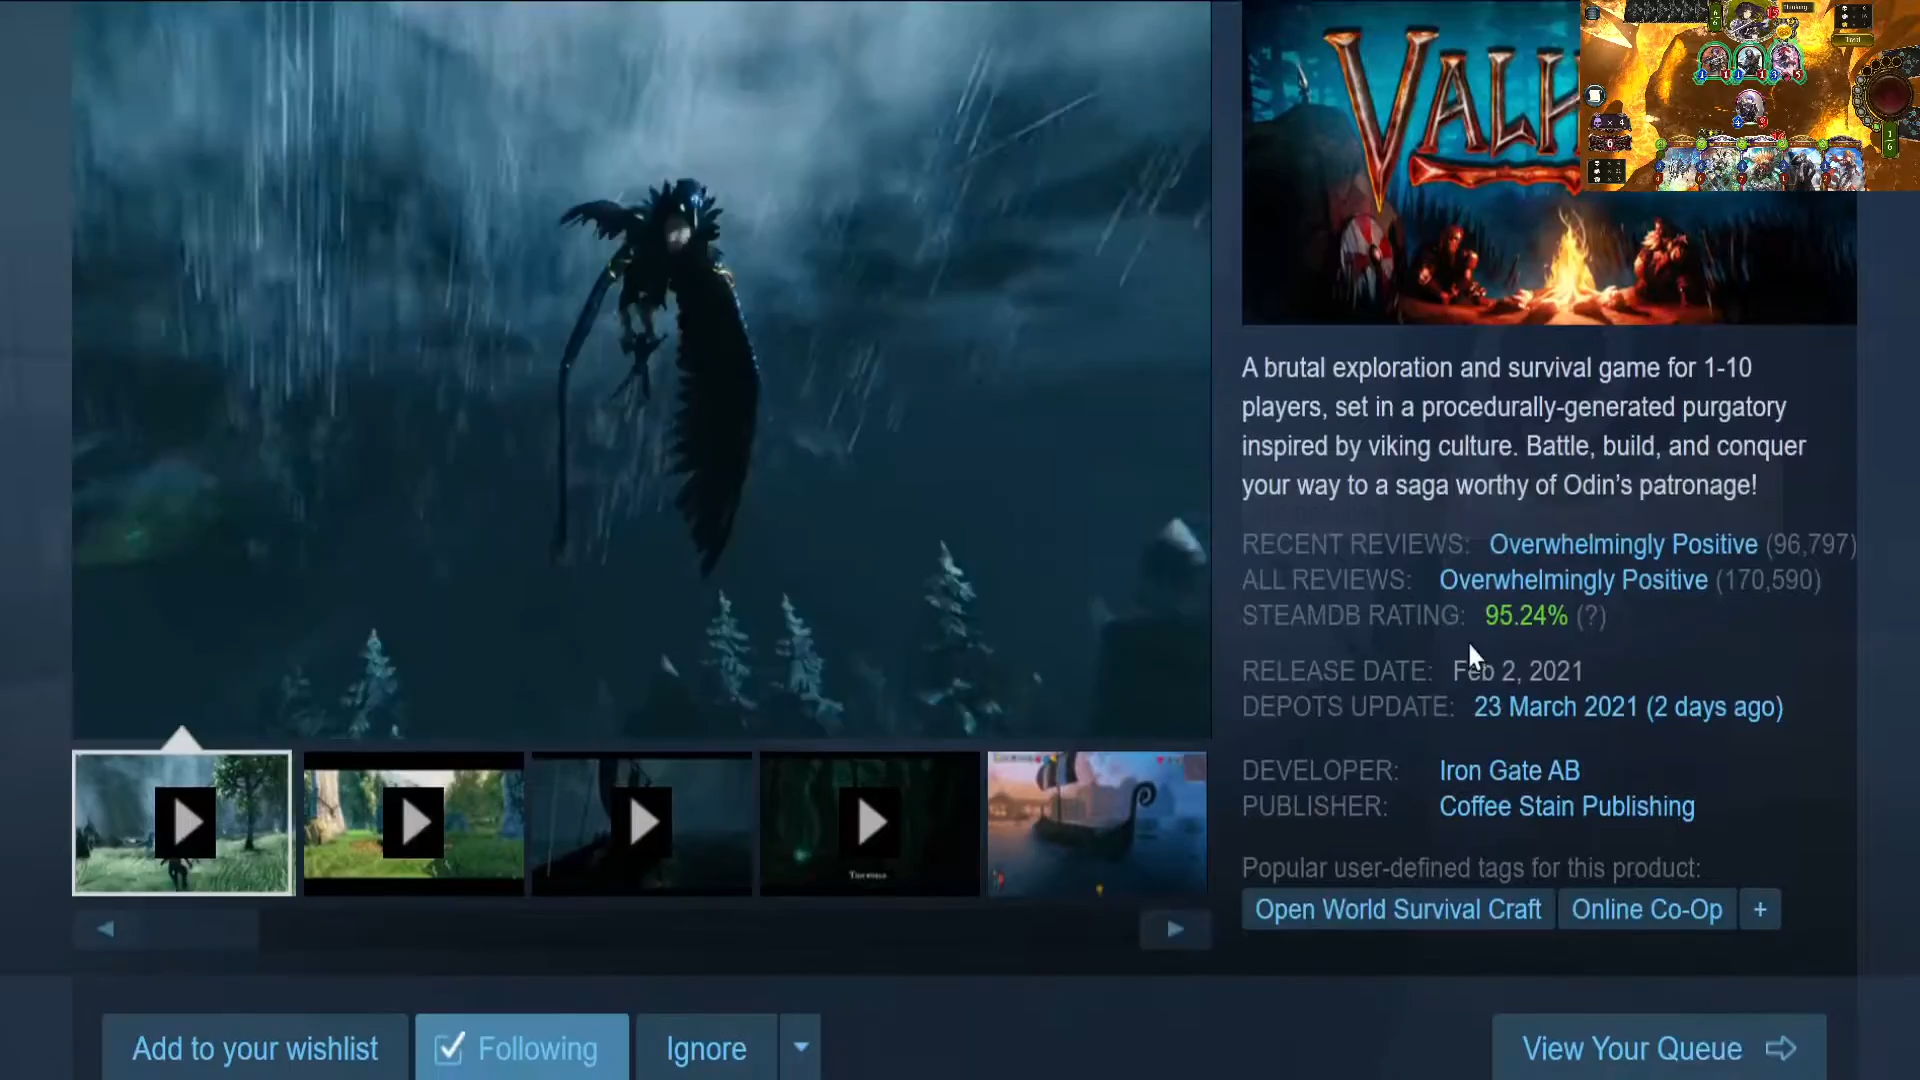 VALH
Thinking
A brutal exploration and survival game for 1-10
players, set in a procedurally-generated purgatory
inspired by viking culture. Battle, build, and conquer
your way to a saga worthy of Odin’s patronage!
RECENT REVIEWS: Overwhelmingly Positive (96,797)
ALL REVIEWS: Overwhelmingly Positive (170,590)
STEAMDB RATING: 95.24% (?)
RELEASE DATE: Feb 2, 2021
DEPOTS UPDATE: 23 March 2021 (2 days ago)
DEVELOPER: Iron Gate AB
PUBLISHER: Coffee Stain Publishing
Popular user-defined tags for this product:
Open World Survival Craft Online Co-Op +
Add to your wishlist Following Ignore View Your Queue